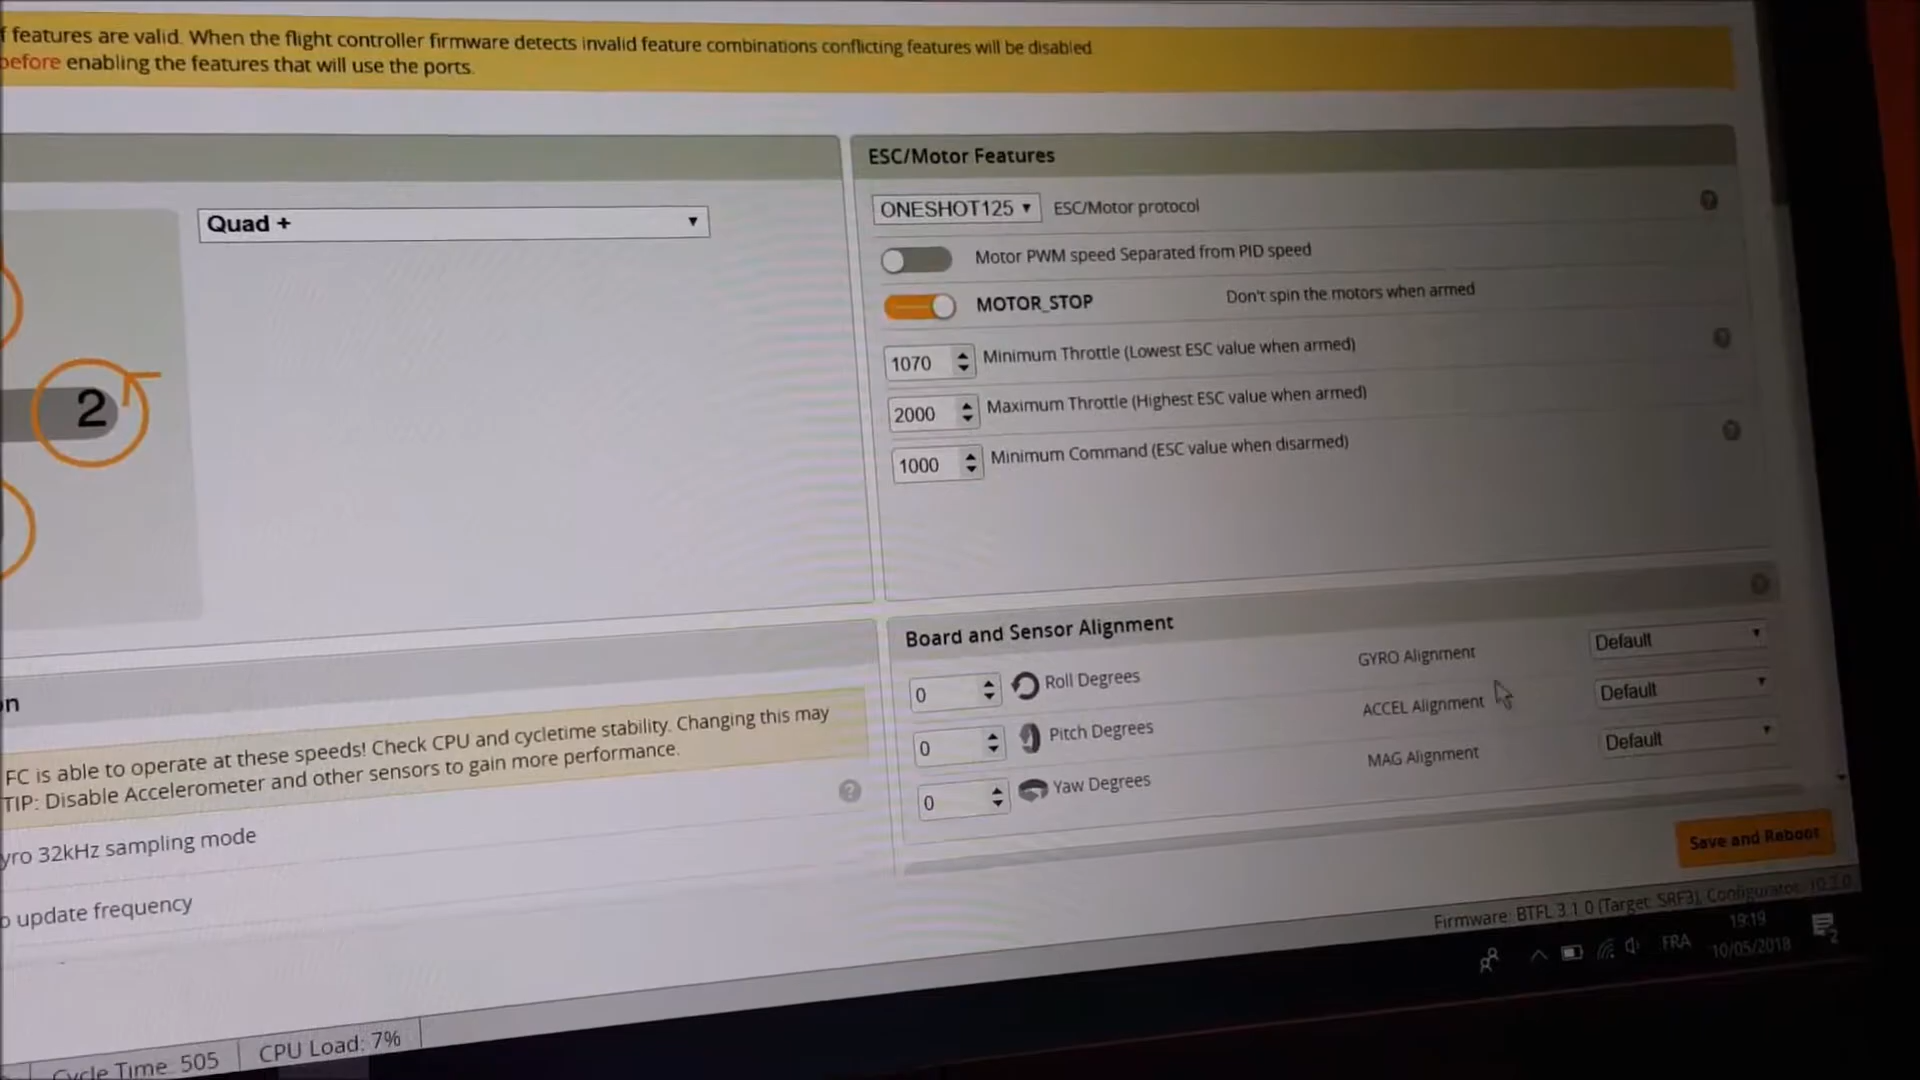 f features are valid. When the flight controller firmware detects invalid feature combinations conflicting features will be disabled
before enabling the features that will use the ports.
Quad +
2
ESC/Motor Features
ONESHOT125 ESC/Motor protocol
Motor PWM speed Separated from PID speed
MOTOR_STOP Don't spin the motors when armed
1070 Minimum Throttle (Lowest ESC value when armed)
2000 Maximum Throttle (Highest ESC value when armed)
1000 Minimum Command (ESC value when disarmed)
on
FC is able to operate at these speeds! Check CPU and cycletime stability. Changing this may
TIP: Disable Accelerometer and other sensors to gain more performance.
yro 32kHz sampling mode
o update frequency
Board and Sensor Alignment
0 Roll Degrees GYRO Alignment Default
0 Pitch Degrees ACCEL Alignment Default
0 Yaw Degrees MAG Alignment Default
Save and Reboot
Firmware: BTFL 3.1.0 (Target: SRF3), Configurator: 10.2.0
FRA
19:19
10/05/2018
2
Cycle Time: 505 CPU Load: 7%